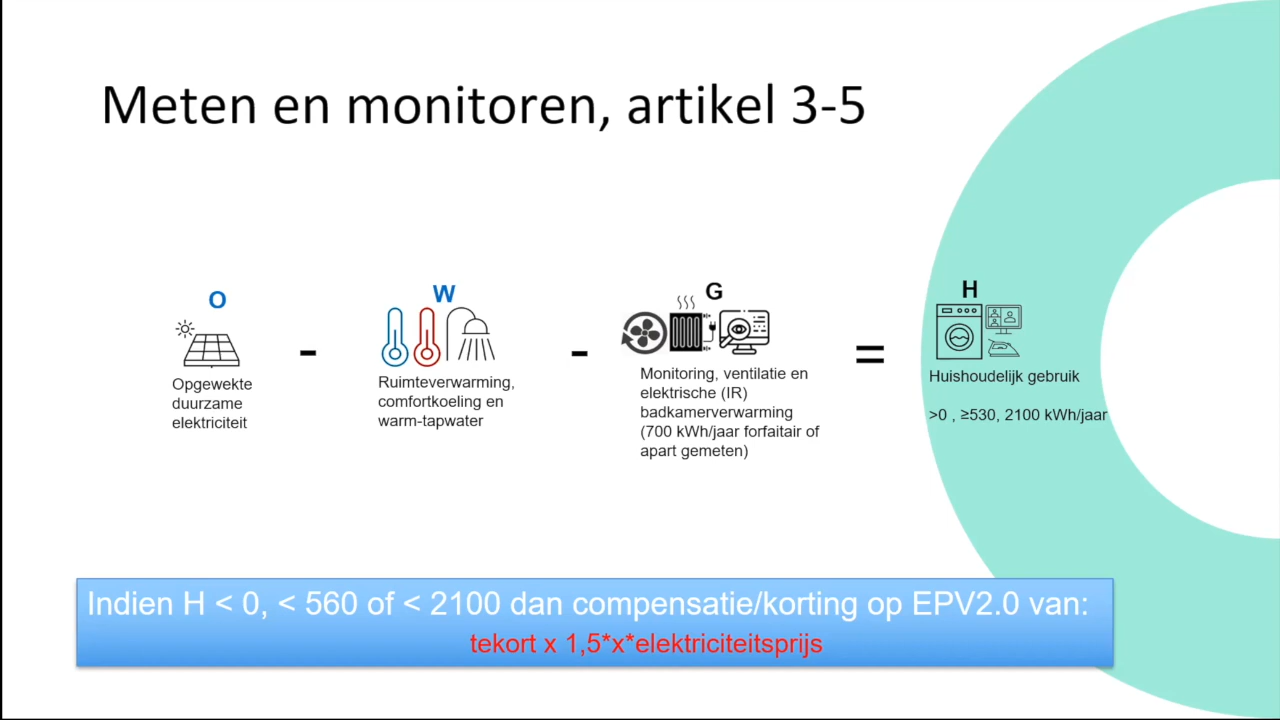 Meten en monitoren, artikel 3-5
O
Opgewekte
duurzame
elektriciteit
-
W
Ruimteverwarming,
comfortkoeling en
warm-tapwater
-
G
Monitoring, ventilatie en
elektrische (IR)
badkamerverwarming
(700 kWh/jaar forfaitair of
apart gemeten)
=
H
Huishoudelijk gebruik
>0 , ≥530, 2100 kWh/jaar
Indien H < 0, < 560 of < 2100 dan compensatie/korting op EPV2.0 van:
tekort x 1,5*x*elektriciteitsprijs